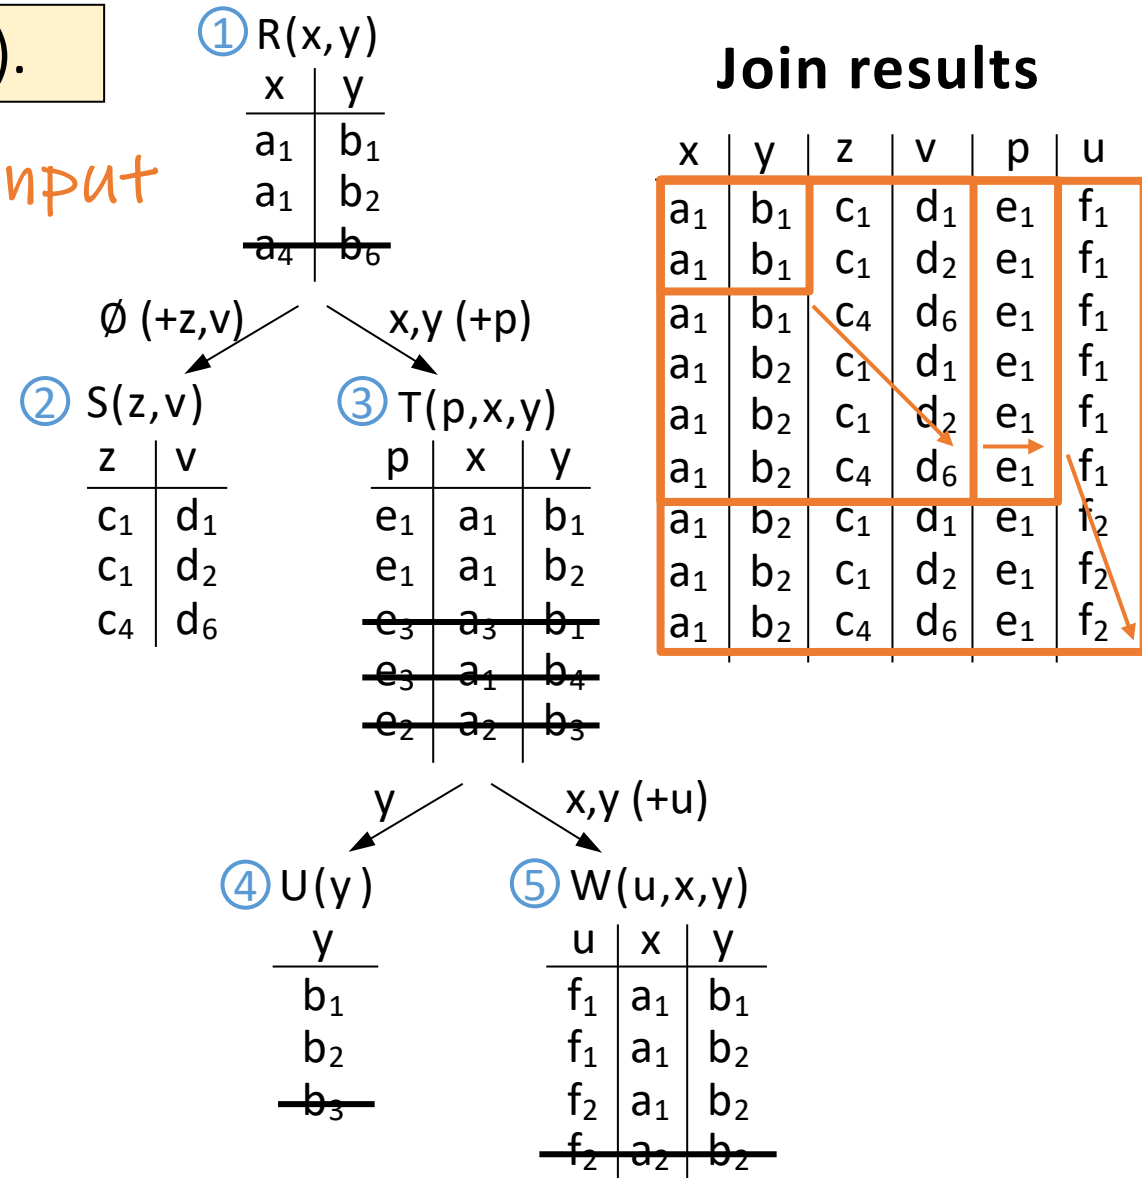 ).
nput
① R(x,y)
x y
a₁ b₁
a₁ b₂
a₄ b₆
∅ (+z,v)
x,y (+p)
② S(z,v)
z v
c₁ d₁
c₁ d₂
c₄ d₆
③ T(p,x,y)
p x y
e₁ a₁ b₁
e₁ a₁ b₂
e₃ a₃ b₁
e₃ a₁ b₄
e₂ a₂ b₃
y
x,y (+u)
④ U(y)
y
b₁
b₂
b₃
⑤ W(u,x,y)
u x y
f₁ a₁ b₁
f₁ a₁ b₂
f₂ a₁ b₂
f₂ a₂ b₂
Join results
x y z v p u
a₁ b₁ c₁ d₁ e₁ f₁
a₁ b₁ c₁ d₂ e₁ f₁
a₁ b₁ c₄ d₆ e₁ f₁
a₁ b₂ c₁ d₁ e₁ f₁
a₁ b₂ c₁ d₂ e₁ f₁
a₁ b₂ c₄ d₆ e₁ f₁
a₁ b₂ c₁ d₁ e₁ f₂
a₁ b₂ c₁ d₂ e₁ f₂
a₁ b₂ c₄ d₆ e₁ f₂